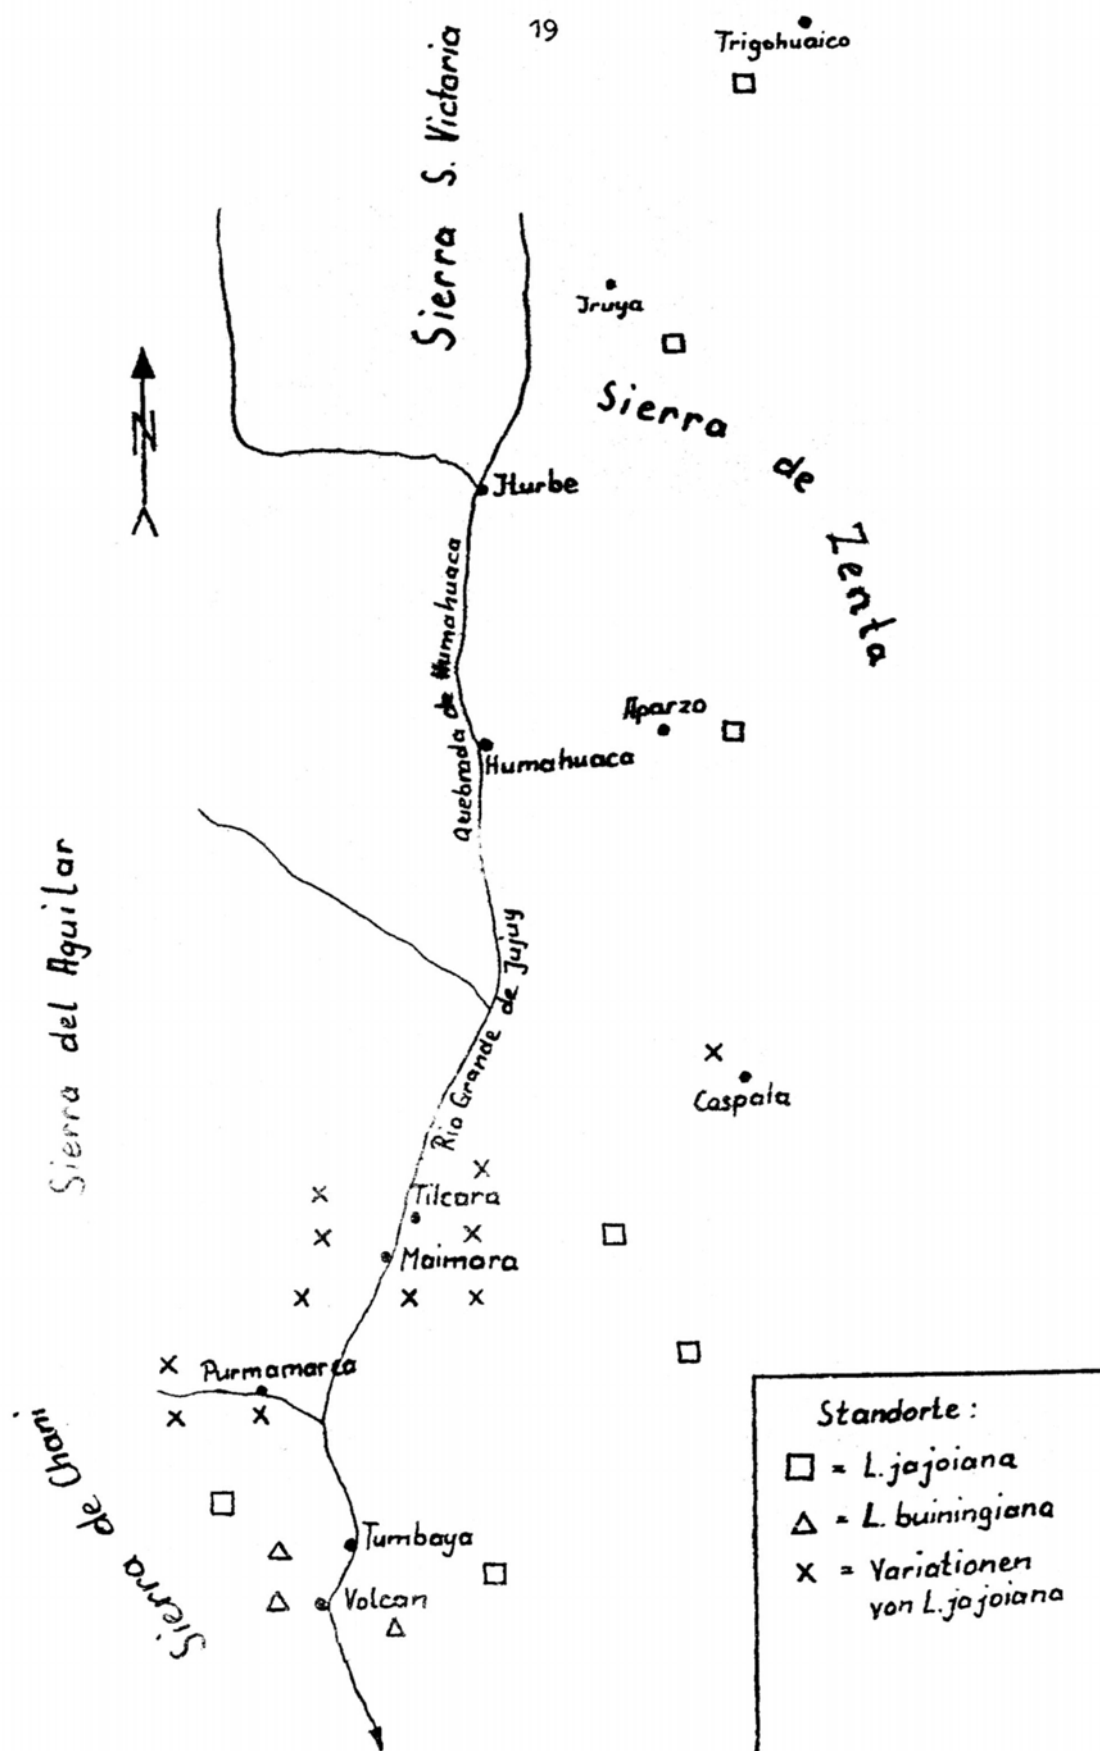 19
Trigohuaico
Sierra S. Victoria
Iruya
Sierra de Zenta
N
Iturbe
Quebrada de Humahuaca
Aparzo
Humahuaca
Sierra del Aguilar
Rio Grande de Jujuy
Caspala
Tilcara
Maimara
Purmamarca
Sierra de Chani
Tumbaya
Volcan
Standorte:
= L. jajoiana
= L. buiningiana
x = Variationen
von L. jajoiana